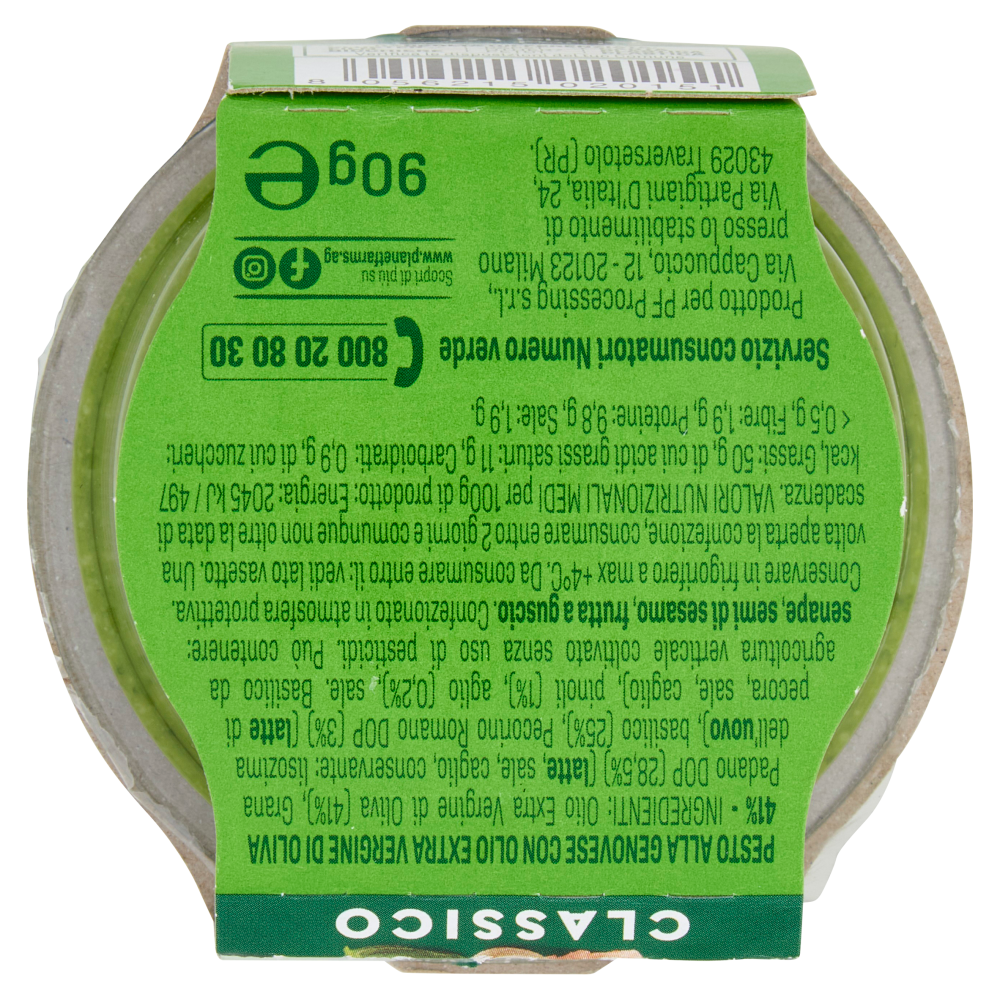 CLASSICO
PESTO ALLA GENOVESE CON OLIO EXTRA VERGINE DI OLIVA
41% - INGREDIENTI: Olio Extra Vergine di Oliva (41%), Grana
Padano DOP (28,5%) (latte, sale, caglio, conservante: lisozima
dell'uovo), basilico (25%), Pecorino Romano DOP (3%) (latte di
pecora, sale, caglio), pinoli (1%), aglio (0,2%), sale. Basilico da
agricoltura verticale coltivato senza uso di pesticidi. Può contenere:
senape, semi di sesamo, frutta a guscio. Confezionato in atmosfera protettiva.
Conservare in frigorifero a max +4°C. Da consumare entro il: vedi lato vasetto. Una
volta aperta la confezione, consumare entro 2 giorni e comunque non oltre la data di
scadenza. VALORI NUTRIZIONALI MEDI per 100g di prodotto: Energia: 2045 kJ / 497
kcal, Grassi: 50 g, di cui acidi grassi saturi: 11 g, Carboidrati: 0,9 g, di cui zuccheri:
< 0,5 g, Fibre: 1,9 g, Proteine: 9,8 g, Sale: 1,9 g.
Servizio consumatori Numero verde 800 20 80 30
Prodotto per PF Processing s.r.l.,
Via Cappuccio, 12 - 20123 Milano
presso lo stabilimento di
Via Partigiani D'Italia, 24,
43029 Traversetolo (PR).
Scopri di più su
www.planetfarms.ag
90g e
8 056215 020151